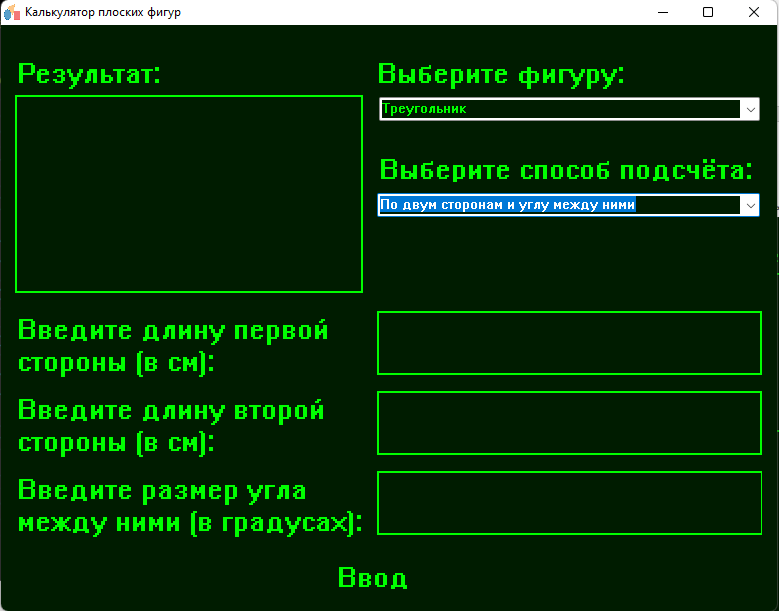 Калькулятор плоских фигур
Результат:
Выберите фигуру:
Треугольник
Выберите способ подсчёта:
По двум сторонам и углу между ними
Введите длину первой
стороны (в см):
Введите длину второй
стороны (в см):
Введите размер угла
между ними (в градусах):
Ввод